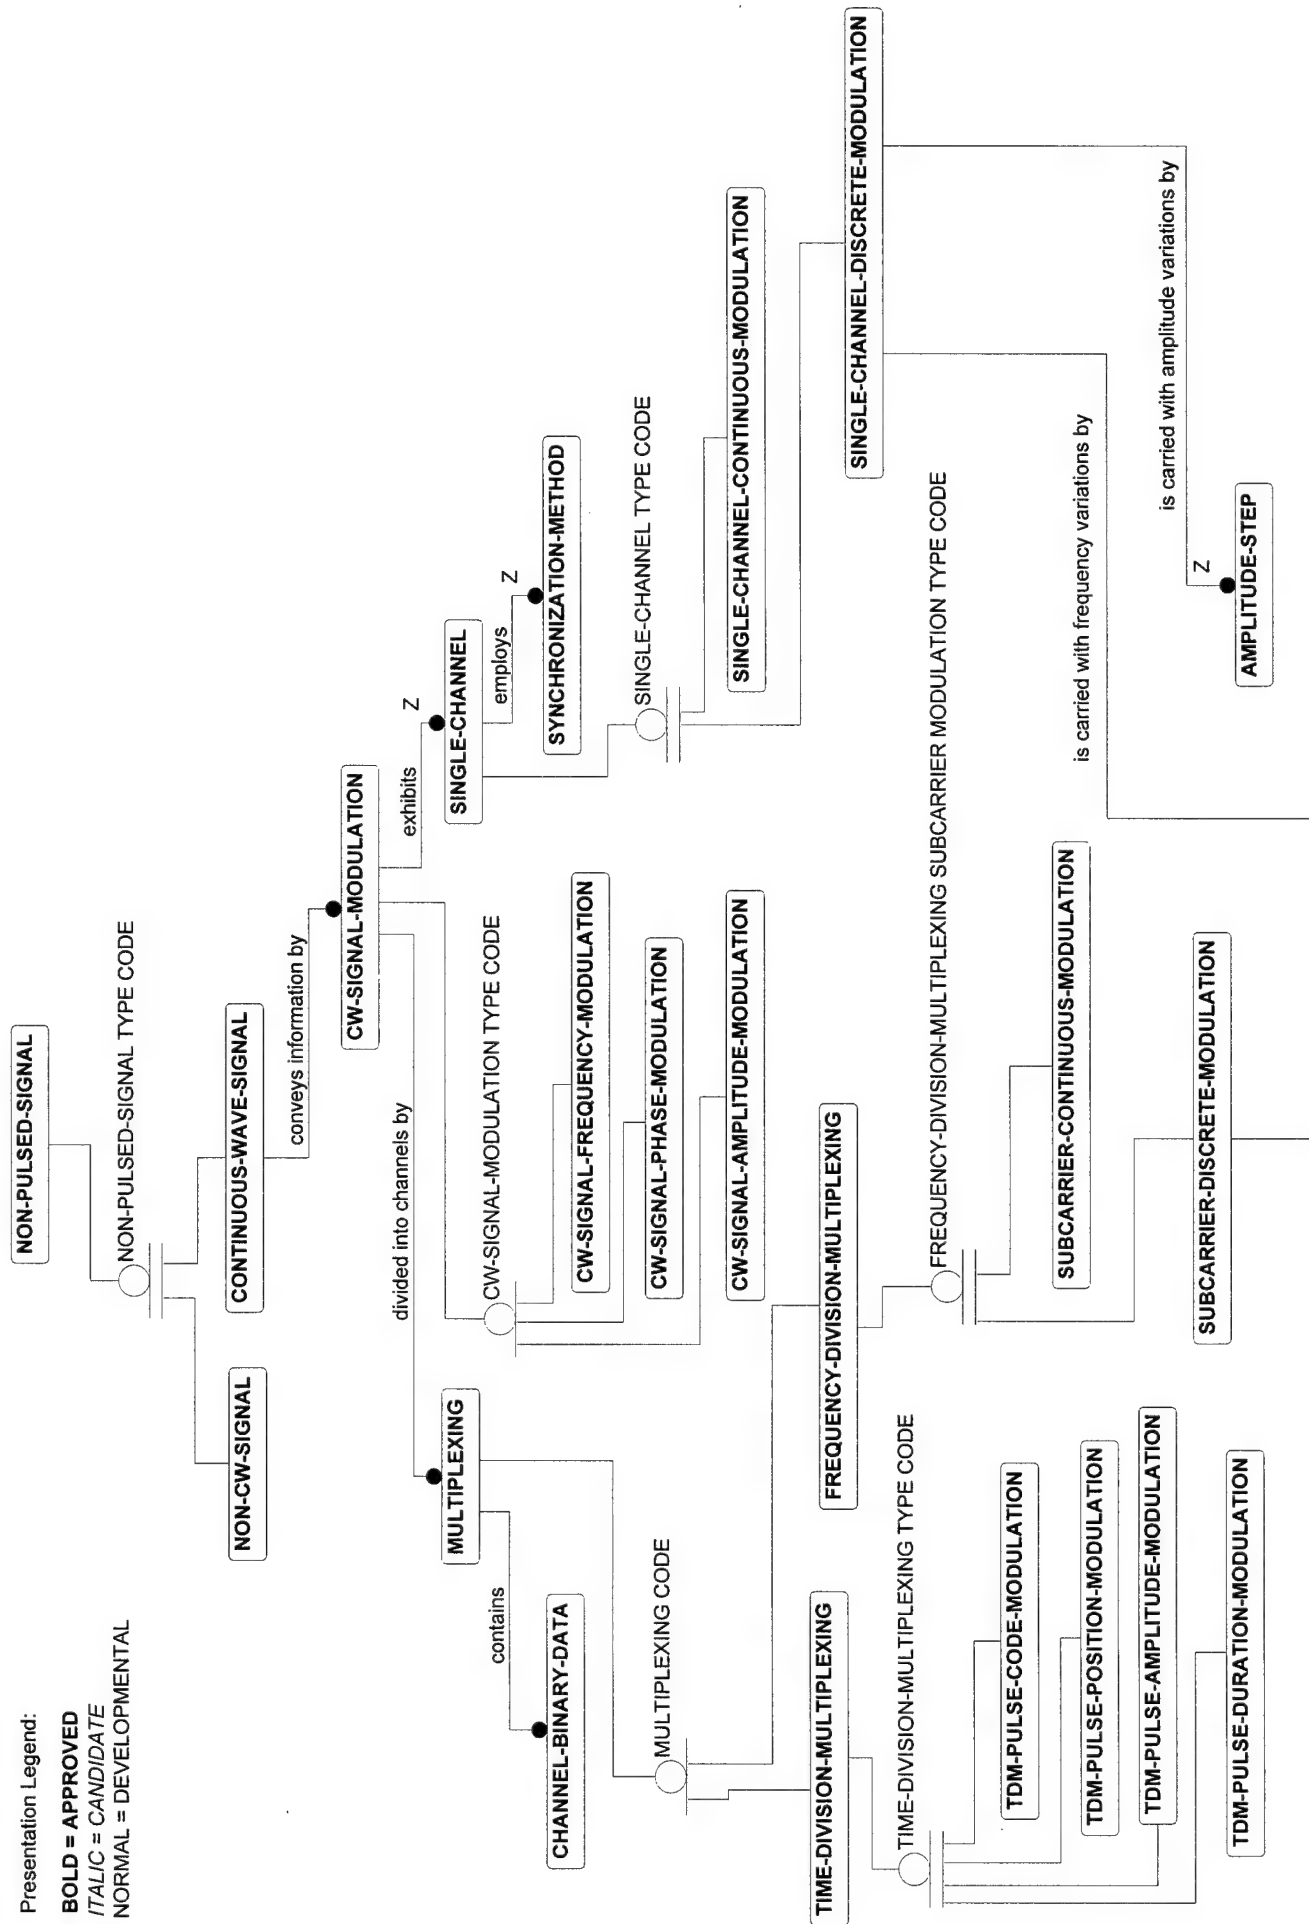 Presentation Legend:
BOLD = APPROVED
ITALIC = CANDIDATE
NORMAL = DEVELOPMENTAL
NON-PULSED-SIGNAL
NON-PULSED-SIGNAL TYPE CODE
NON-CW-SIGNAL
CONTINUOUS-WAVE-SIGNAL
conveys information by
CW-SIGNAL-MODULATION
divided into channels by
exhibits
Z
MULTIPLEXING
SINGLE-CHANNEL
contains
employs
Z
CW-SIGNAL-MODULATION TYPE CODE
CHANNEL-BINARY-DATA
CW-SIGNAL-FREQUENCY-MODULATION
SYNCHRONIZATION-METHOD
MULTIPLEXING CODE
CW-SIGNAL-PHASE-MODULATION
SINGLE-CHANNEL TYPE CODE
CW-SIGNAL-AMPLITUDE-MODULATION
SINGLE-CHANNEL-CONTINUOUS-MODULATION
TIME-DIVISION-MULTIPLEXING
FREQUENCY-DIVISION-MULTIPLEXING
SINGLE-CHANNEL-DISCRETE-MODULATION
TIME-DIVISION-MULTIPLEXING TYPE CODE
FREQUENCY-DIVISION-MULTIPLEXING SUBCARRIER MODULATION TYPE CODE
TDM-PULSE-CODE-MODULATION
SUBCARRIER-CONTINUOUS-MODULATION
is carried with frequency variations by
TDM-PULSE-POSITION-MODULATION
TDM-PULSE-AMPLITUDE-MODULATION
is carried with amplitude variations by
SUBCARRIER-DISCRETE-MODULATION
Z
TDM-PULSE-DURATION-MODULATION
AMPLITUDE-STEP